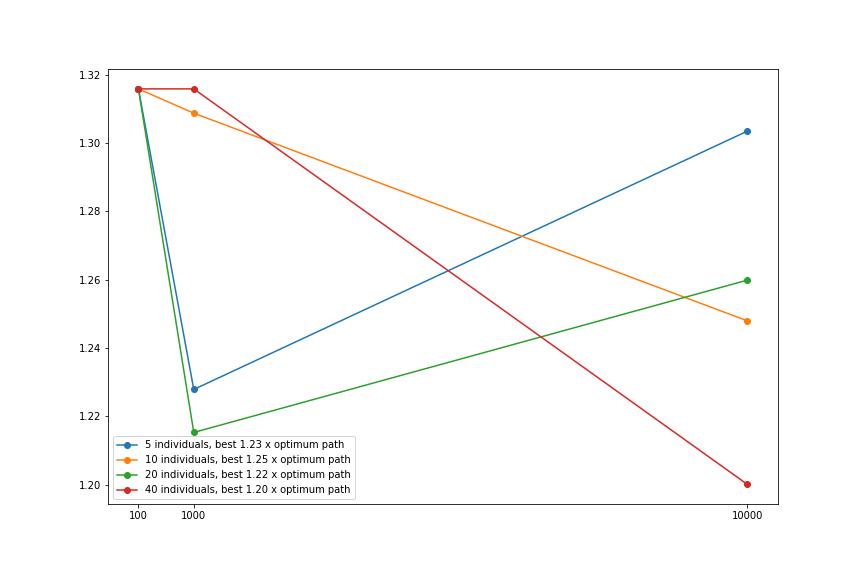 1.32
1.30
1.28
1.26
1.24
1.22
1.20
5 individuals, best 1.23 x optimum path
10 individuals, best 1.25 x optimum path
20 individuals, best 1.22 x optimum path
40 individuals, best 1.20 x optimum path
100 1000 10000